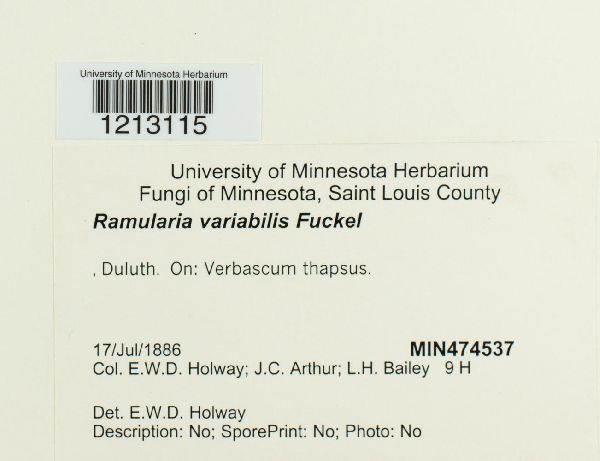 University of Minnesota Herbarium
1213115
University of Minnesota Herbarium
Fungi of Minnesota, Saint Louis County
Ramularia variabilis Fuckel
, Duluth. On: Verbascum thapsus.
17/Jul/1886 MIN474537
Col. E.W.D. Holway; J.C. Arthur; L.H. Bailey 9 H
Det. E.W.D. Holway
Description: No; SporePrint: No; Photo: No